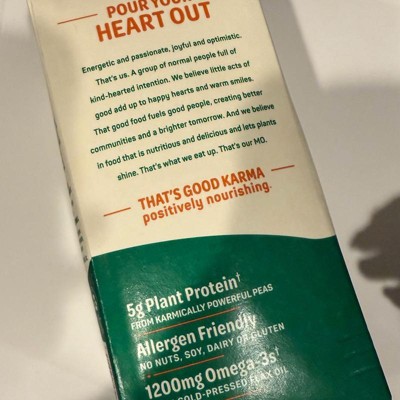 POUR YOUR
HEART OUT
Energetic and passionate, joyful and optimistic.
That's us. A group of normal people full of
kind-hearted intention. We believe little acts of
good add up to happy hearts and warm smiles.
That good food fuels good people, creating better
communities and a brighter tomorrow. And we believe
in food that is nutritious and delicious and lets plants
shine. That's what we eat up. That's our MO.
THAT'S GOOD KARMA
positively nourishing.
5g Plant Protein†
FROM KARMICALLY POWERFUL PEAS
Allergen Friendly
NO NUTS, SOY, DAIRY OR GLUTEN
1200mg Omega-3s†
COLD-PRESSED FLAX OIL